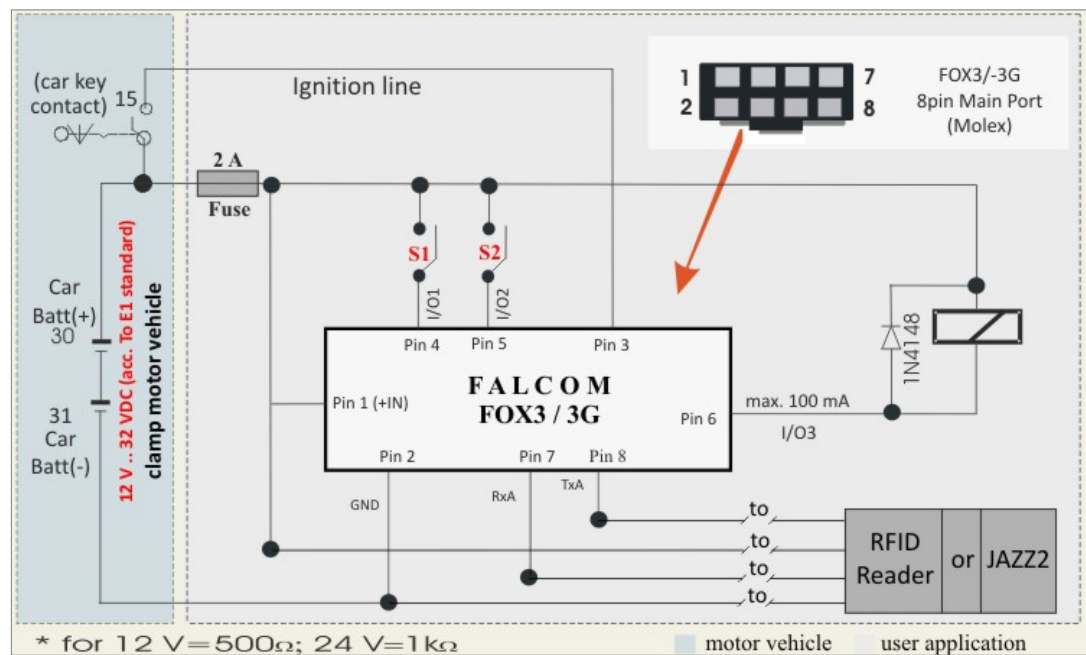 (car key
contact)
15
Ignition line
1
7
2
8
FOX3/-3G
8pin Main Port
(Molex)
2 A
Fuse
S1
S2
I/O1
I/O2
Car
Batt(+)
30
31
Car
Batt(-)
12 V .. 32 VDC (acc. To E1 standard)
clamp motor vehicle
Pin 4
Pin 5
Pin 3
F A L C O M
FOX3 / 3G
Pin 1 (+IN)
Pin 6
Pin 2
Pin 7
Pin 8
max. 100 mA
I/O3
1N4148
GND
RxA
TxA
to
to
to
to
RFID
Reader
or
JAZZ2
* for 12 V=500Ω; 24 V=1kΩ
motor vehicle
user application